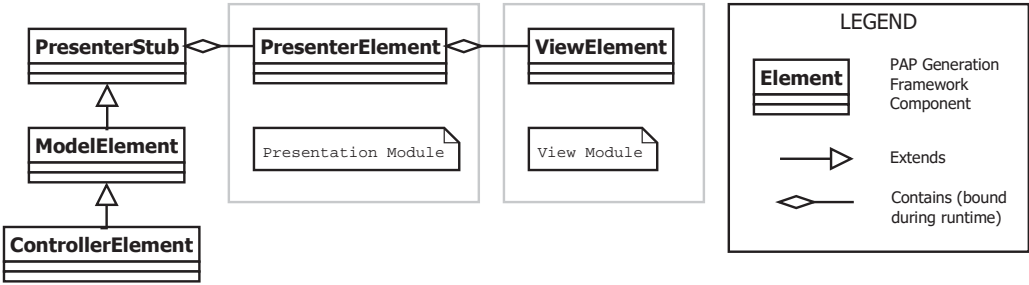 PresenterStub
PresenterElement
ViewElement
ModelElement
Presentation Module
View Module
ControllerElement
LEGEND
Element
PAP Generation
Framework
Component
Extends
Contains (bound
during runtime)